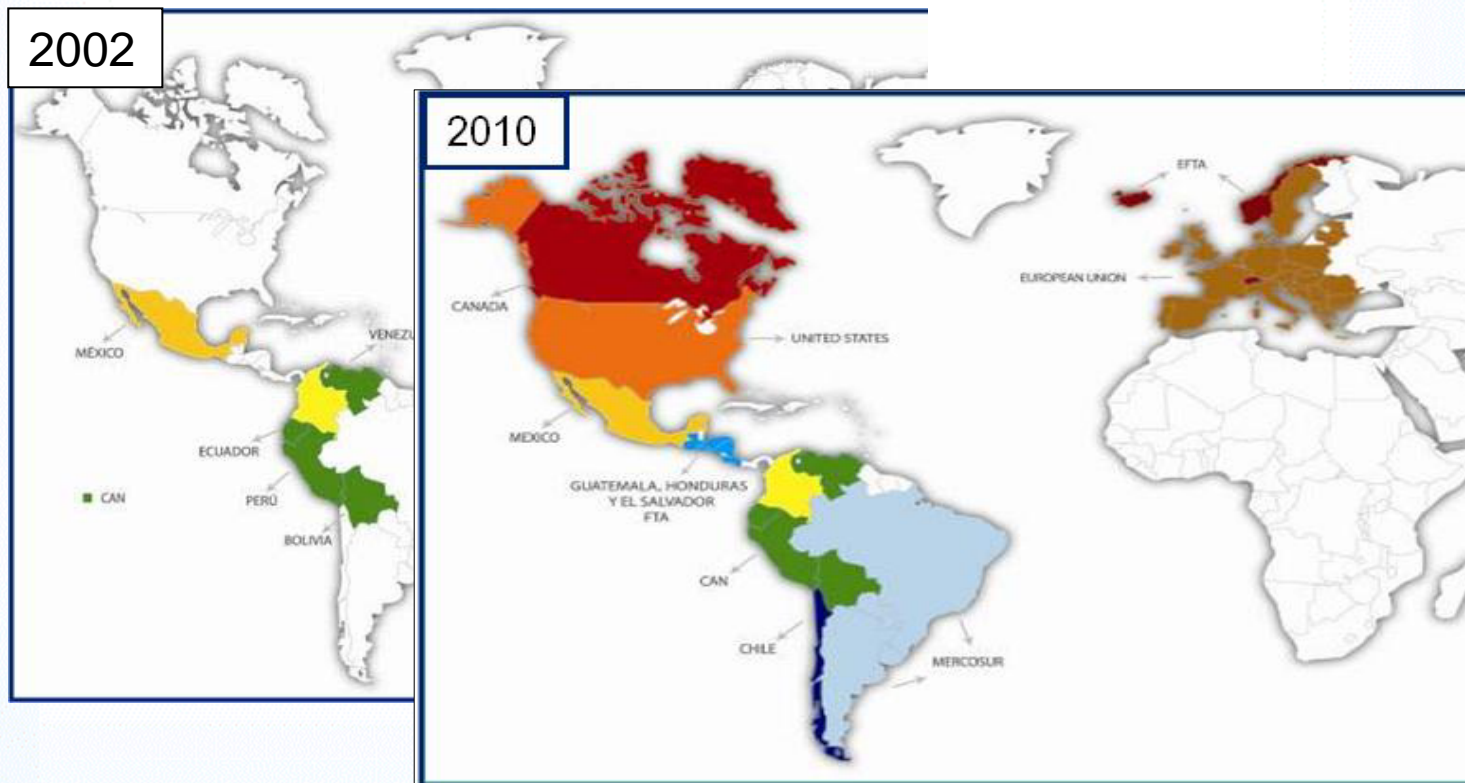 2002
MÉXICO
VENEZU
ECUADOR
PERÚ
CAN
BOLIVIA
2010
EFTA
EUROPEAN UNION
CANADA
UNITED STATES
MEXICO
GUATEMALA, HONDURAS
Y EL SALVADOR
FTA
CAN
CHILE
MERCOSUR